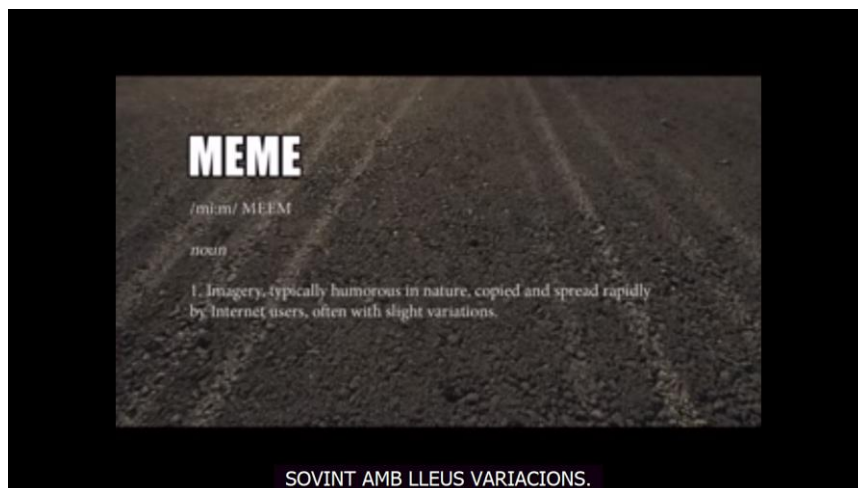 MEME
/mi:m/ MEEM
noun
1. Imagery, typically humorous in nature, copied and spread rapidly
by Internet users, often with slight variations.
SOVINT AMB LLEUS VARIACIONS.